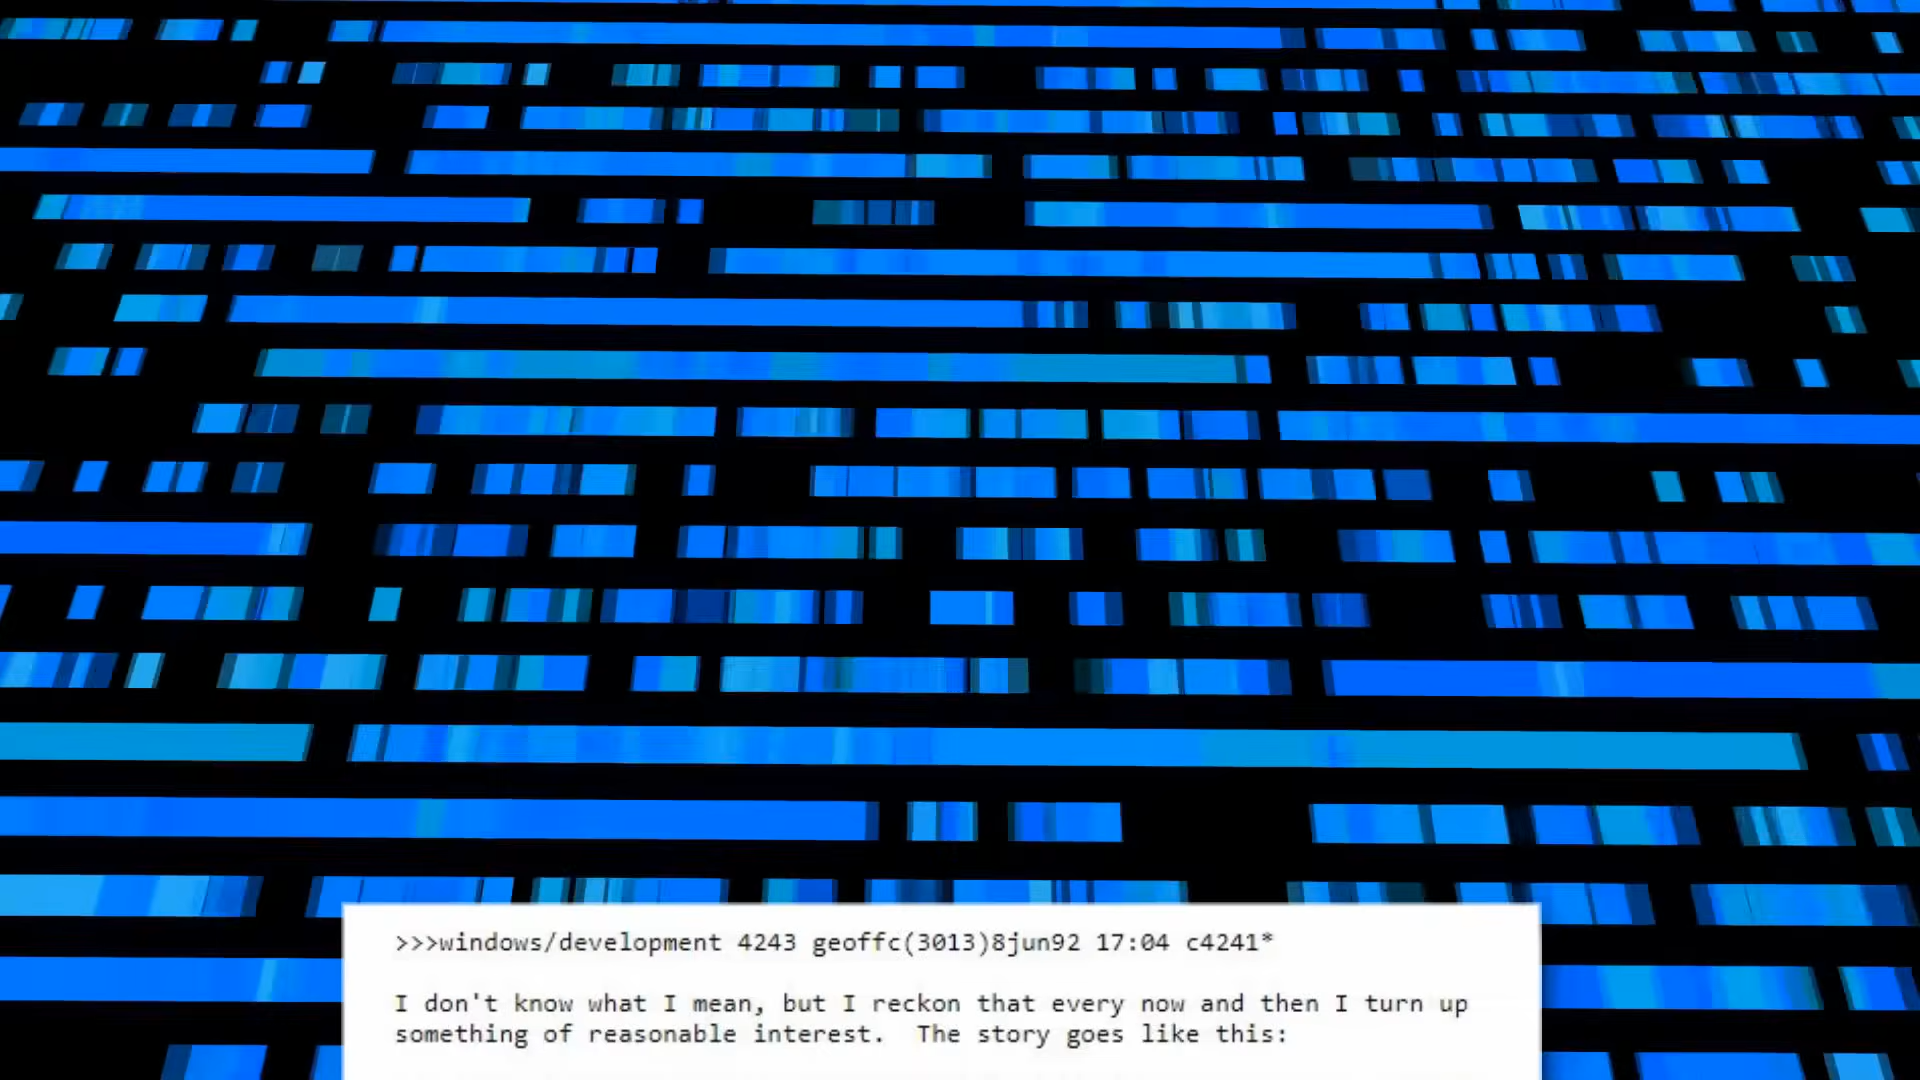 >>>windows/development 4243 geoffc(3013)8jun92 17:04 c4241*
I don't know what I mean, but I reckon that every now and then I turn up
something of reasonable interest.  The story goes like this: